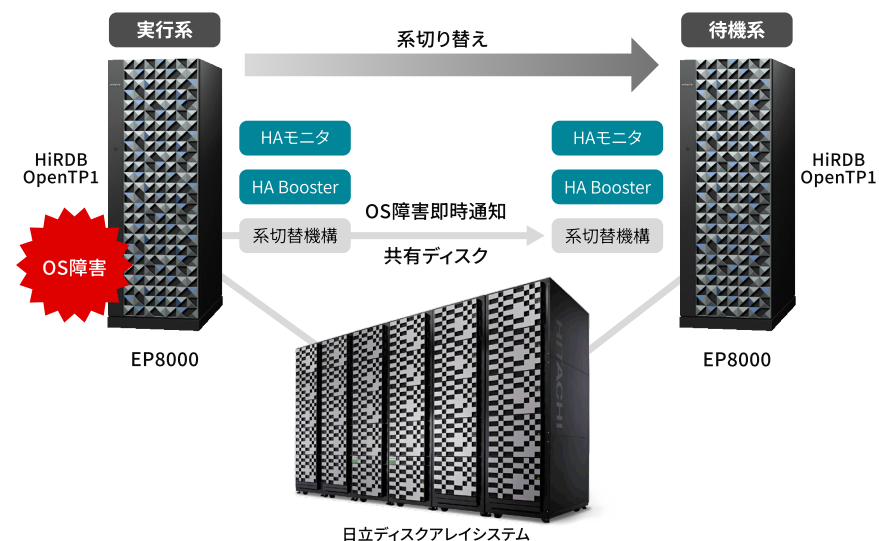 実行系
待機系
系切り替え
HAモニタ
HAモニタ
HiRDB
OpenTP1
HiRDB
OpenTP1
HA Booster
HA Booster
OS障害即時通知
系切替機構
系切替機構
共有ディスク
OS障害
HITACHI
EP8000
EP8000
日立ディスクアレイシステム